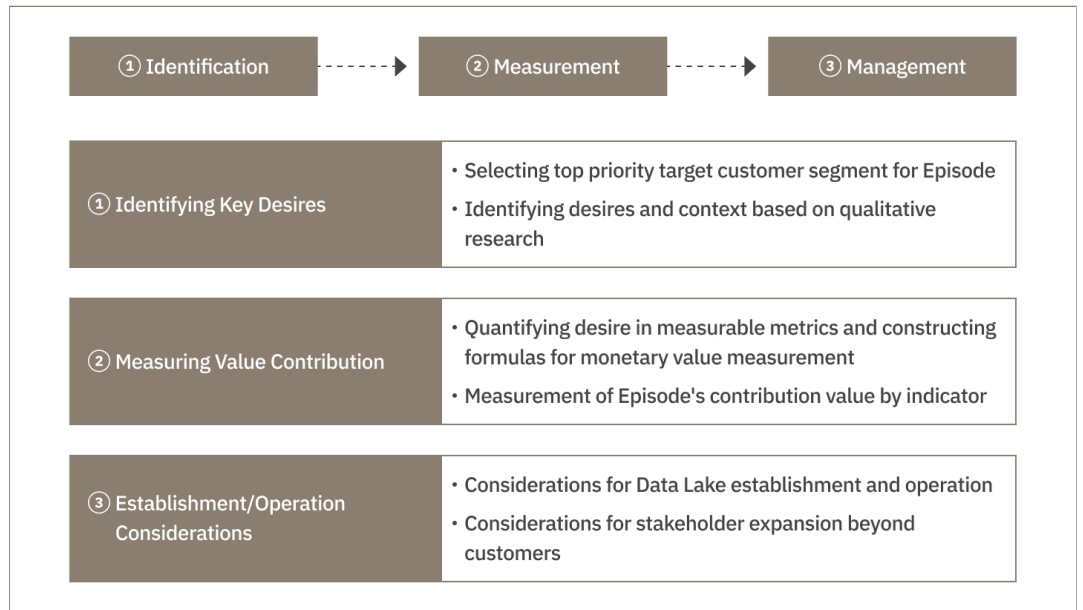 ① Identification
② Measurement
③ Management
① Identifying Key Desires
• Selecting top priority target customer segment for Episode
• Identifying desires and context based on qualitative
research
② Measuring Value Contribution
• Quantifying desire in measurable metrics and constructing
formulas for monetary value measurement
• Measurement of Episode's contribution value by indicator
③ Establishment/Operation
Considerations
• Considerations for Data Lake establishment and operation
• Considerations for stakeholder expansion beyond
customers